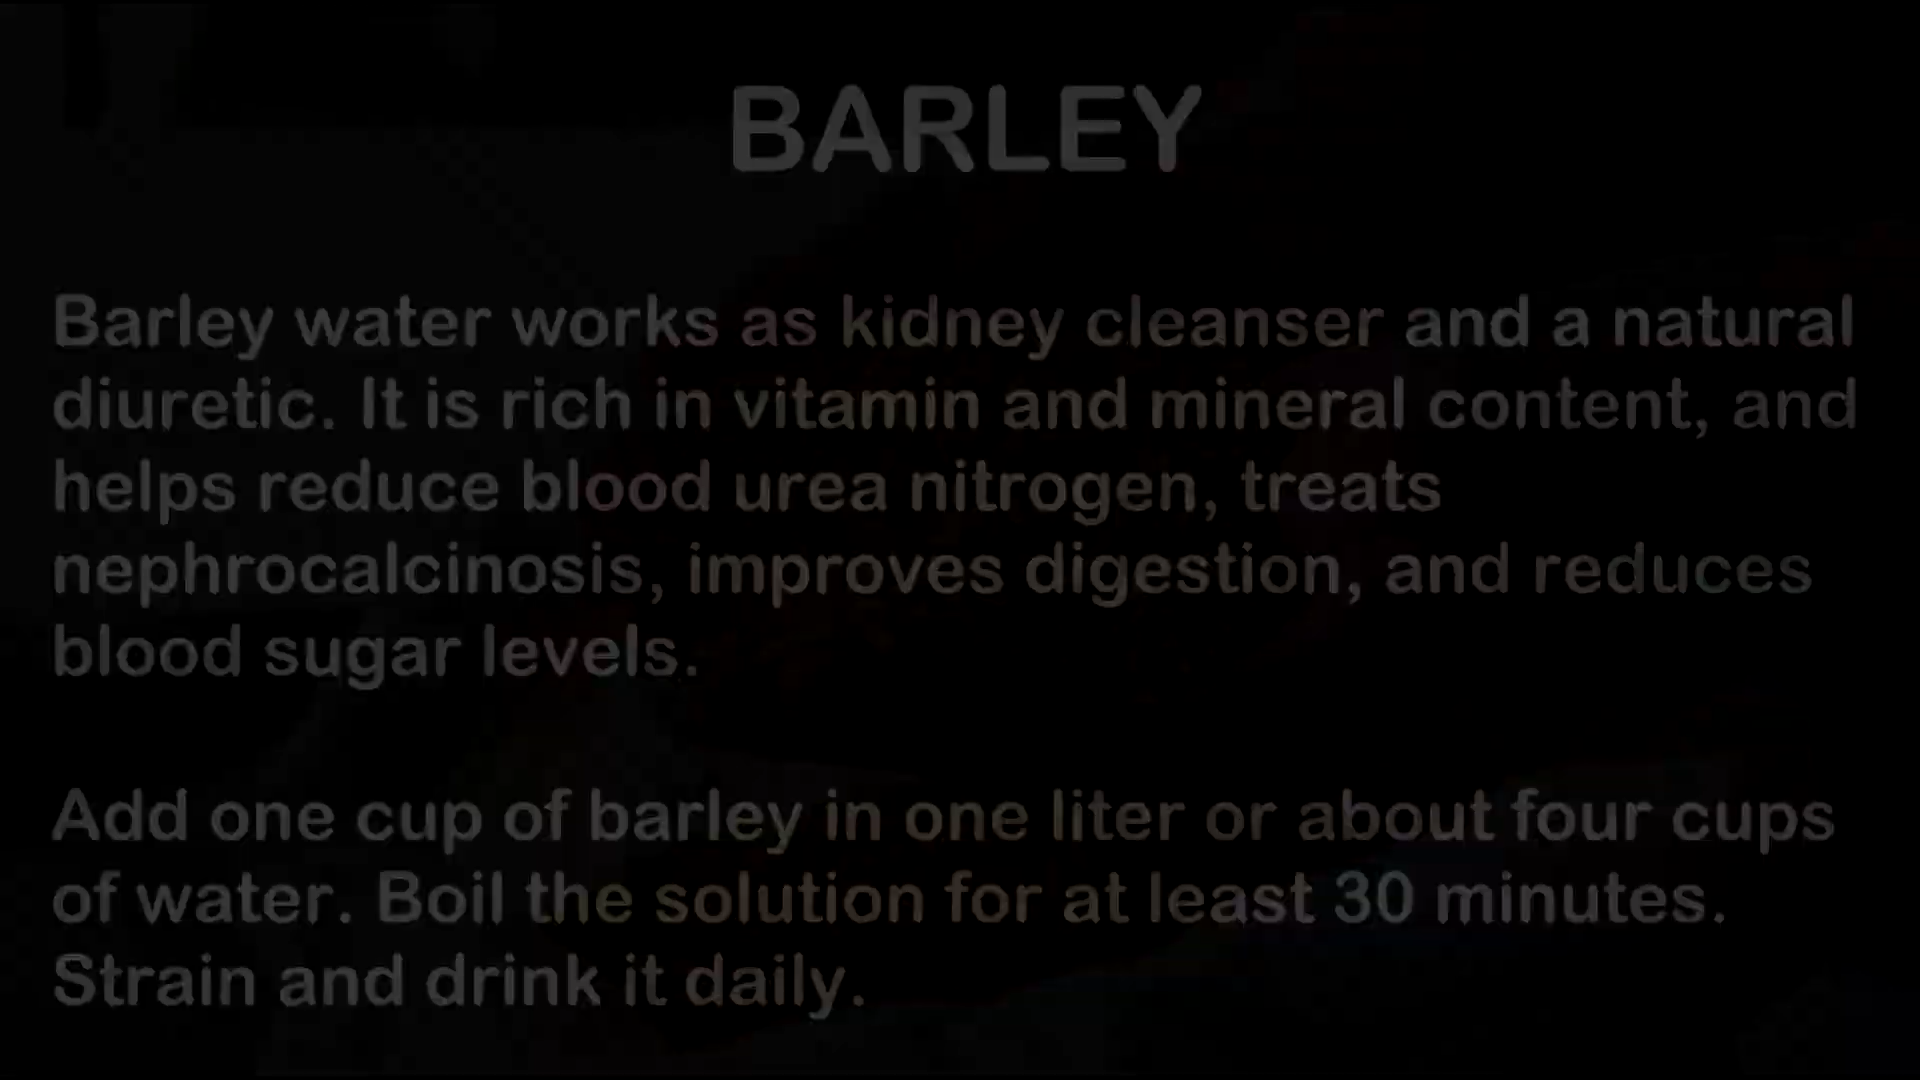 BARLEY
Barley water works as kidney cleanser and a natural
diuretic. It is rich in vitamin and mineral content, and
helps reduce blood urea nitrogen, treats
nephrocalcinosis, improves digestion, and reduces
blood sugar levels.
Add one cup of barley in one liter or about four cups
of water. Boil the solution for at least 30 minutes.
Strain and drink it daily.